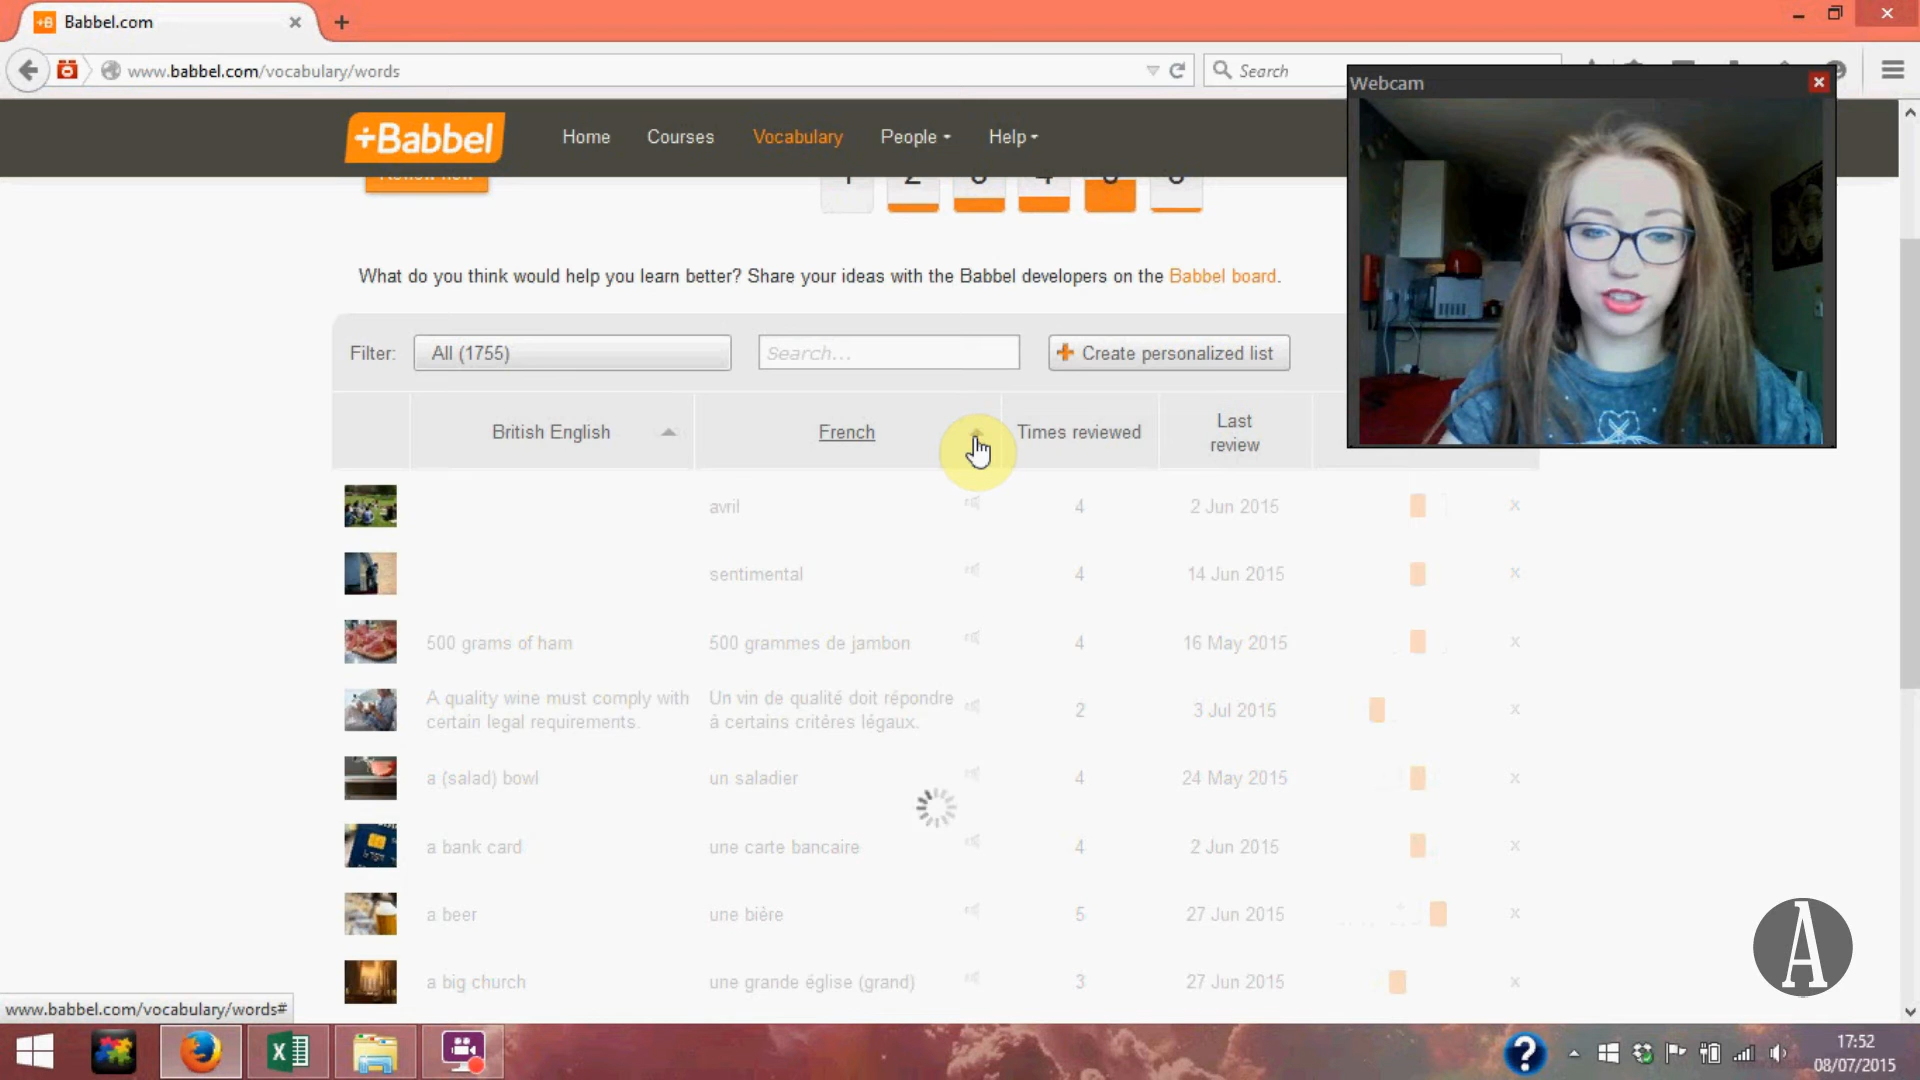 Babbel.com
www.babbel.com/vocabulary/words
Search
Webcam
+Babbel
Home
Courses
Vocabulary
People
Help
What do you think would help you learn better? Share your ideas with the Babbel developers on the Babbel board.
Filter:
All (1755)
Search...
Create personalized list
British English
French
Times reviewed
Last
review
avril
4
2 Jun 2015
x
sentimental
4
14 Jun 2015
x
500 grams of ham
500 grammes de jambon
4
16 May 2015
x
A quality wine must comply with
certain legal requirements.
Un vin de qualité doit répondre
à certains critères légaux.
2
3 Jul 2015
x
a (salad) bowl
un saladier
4
24 May 2015
x
a bank card
une carte bancaire
4
2 Jun 2015
x
a beer
une bière
5
27 Jun 2015
x
a big church
une grande église (grand)
3
27 Jun 2015
x
A
www.babbel.com/vocabulary/words#
17:52
08/07/2015